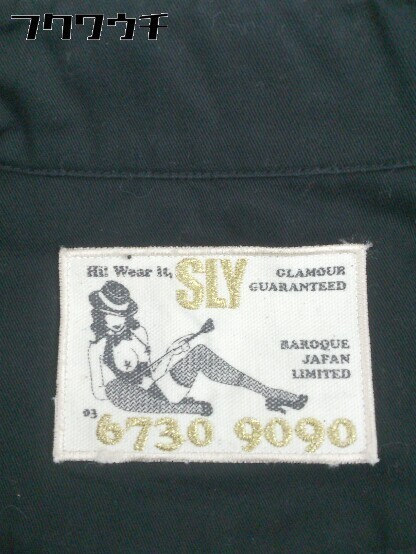 フクワウチ
Hi! Wear it,
SLY
GLAMOUR
GUARANTEED
BAROQUE
JAPAN
LIMITED
03
6730 9090